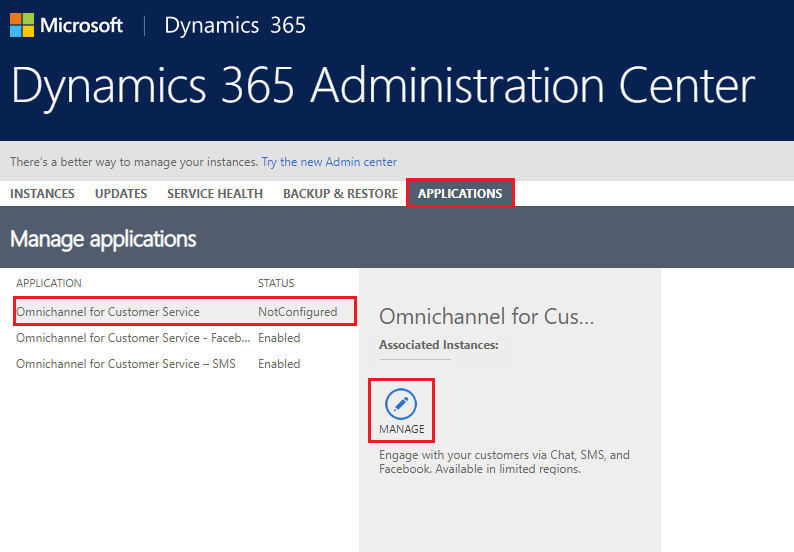 Microsoft Dynamics 365
Dynamics 365 Administration Center
There's a better way to manage your instances. Try the new Admin center
INSTANCES UPDATES SERVICE HEALTH BACKUP & RESTORE APPLICATIONS
Manage applications
APPLICATION STATUS
Omnichannel for Customer Service NotConfigured
Omnichannel for Customer Service - Faceb... Enabled
Omnichannel for Customer Service – SMS Enabled
Omnichannel for Cus...
Associated Instances:
MANAGE
Engage with your customers via Chat, SMS, and
Facebook. Available in limited regions.